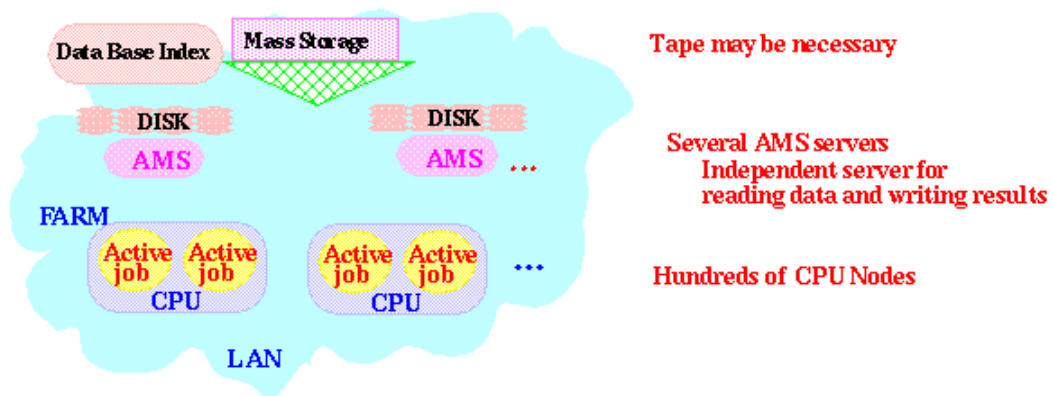 Data Base Index
Mass Storage
Tape may be necessary
DISK
DISK
AMS
AMS
...
Several AMS servers
Independent server for
reading data and writing results
FARM
Active
job
Active
job
CPU
Active
job
Active
job
CPU
...
Hundreds of CPU Nodes
LAN